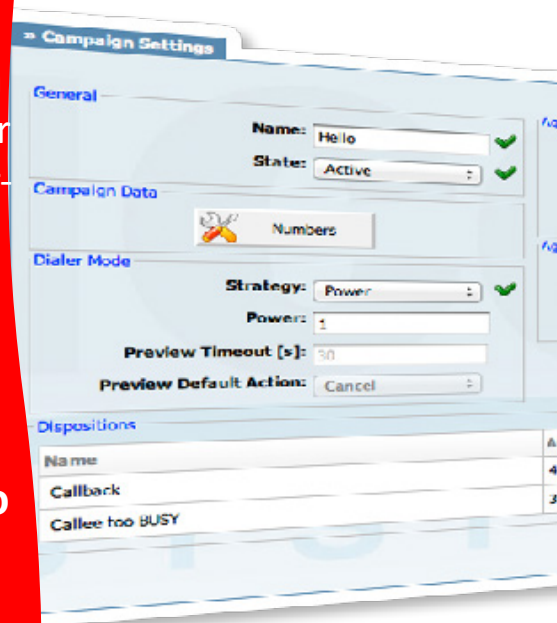 » Campaign Settings
General
Name: Hello
State: Active
Campaign Data
Numbers
Dialer Mode
Strategy: Power
Power: 1
Preview Timeout [s]: 30
Preview Default Action: Cancel
Dispositions
Name
Callback
Callee too BUSY